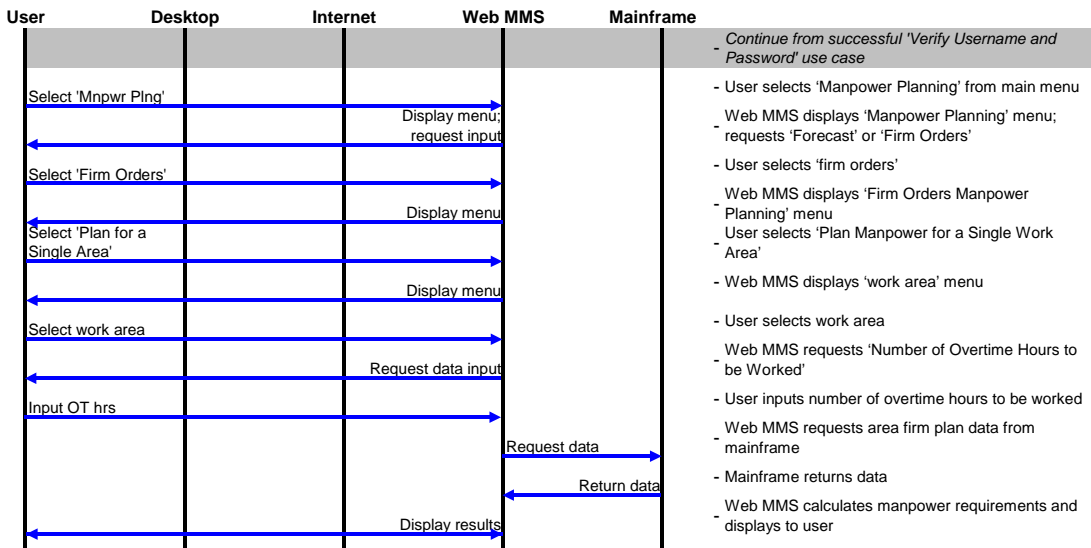 User Desktop Internet Web MMS Mainframe
- Continue from successful 'Verify Username and
Password' use case
Select 'Mnpwr Plng'
- User selects ‘Manpower Planning’ from main menu
Display menu;
request input
- Web MMS displays ‘Manpower Planning’ menu;
requests ‘Forecast’ or ‘Firm Orders’
Select 'Firm Orders'
- User selects ‘firm orders’
Display menu
- Web MMS displays ‘Firm Orders Manpower
Planning’ menu
Select 'Plan for a
Single Area'
- User selects ‘Plan Manpower for a Single Work
Area’
Display menu
- Web MMS displays ‘work area’ menu
Select work area
- User selects work area
Request data input
- Web MMS requests ‘Number of Overtime Hours to
be Worked’
Input OT hrs
- User inputs number of overtime hours to be worked
Request data
- Web MMS requests area firm plan data from
mainframe
Return data
- Mainframe returns data
Display results
- Web MMS calculates manpower requirements and
displays to user